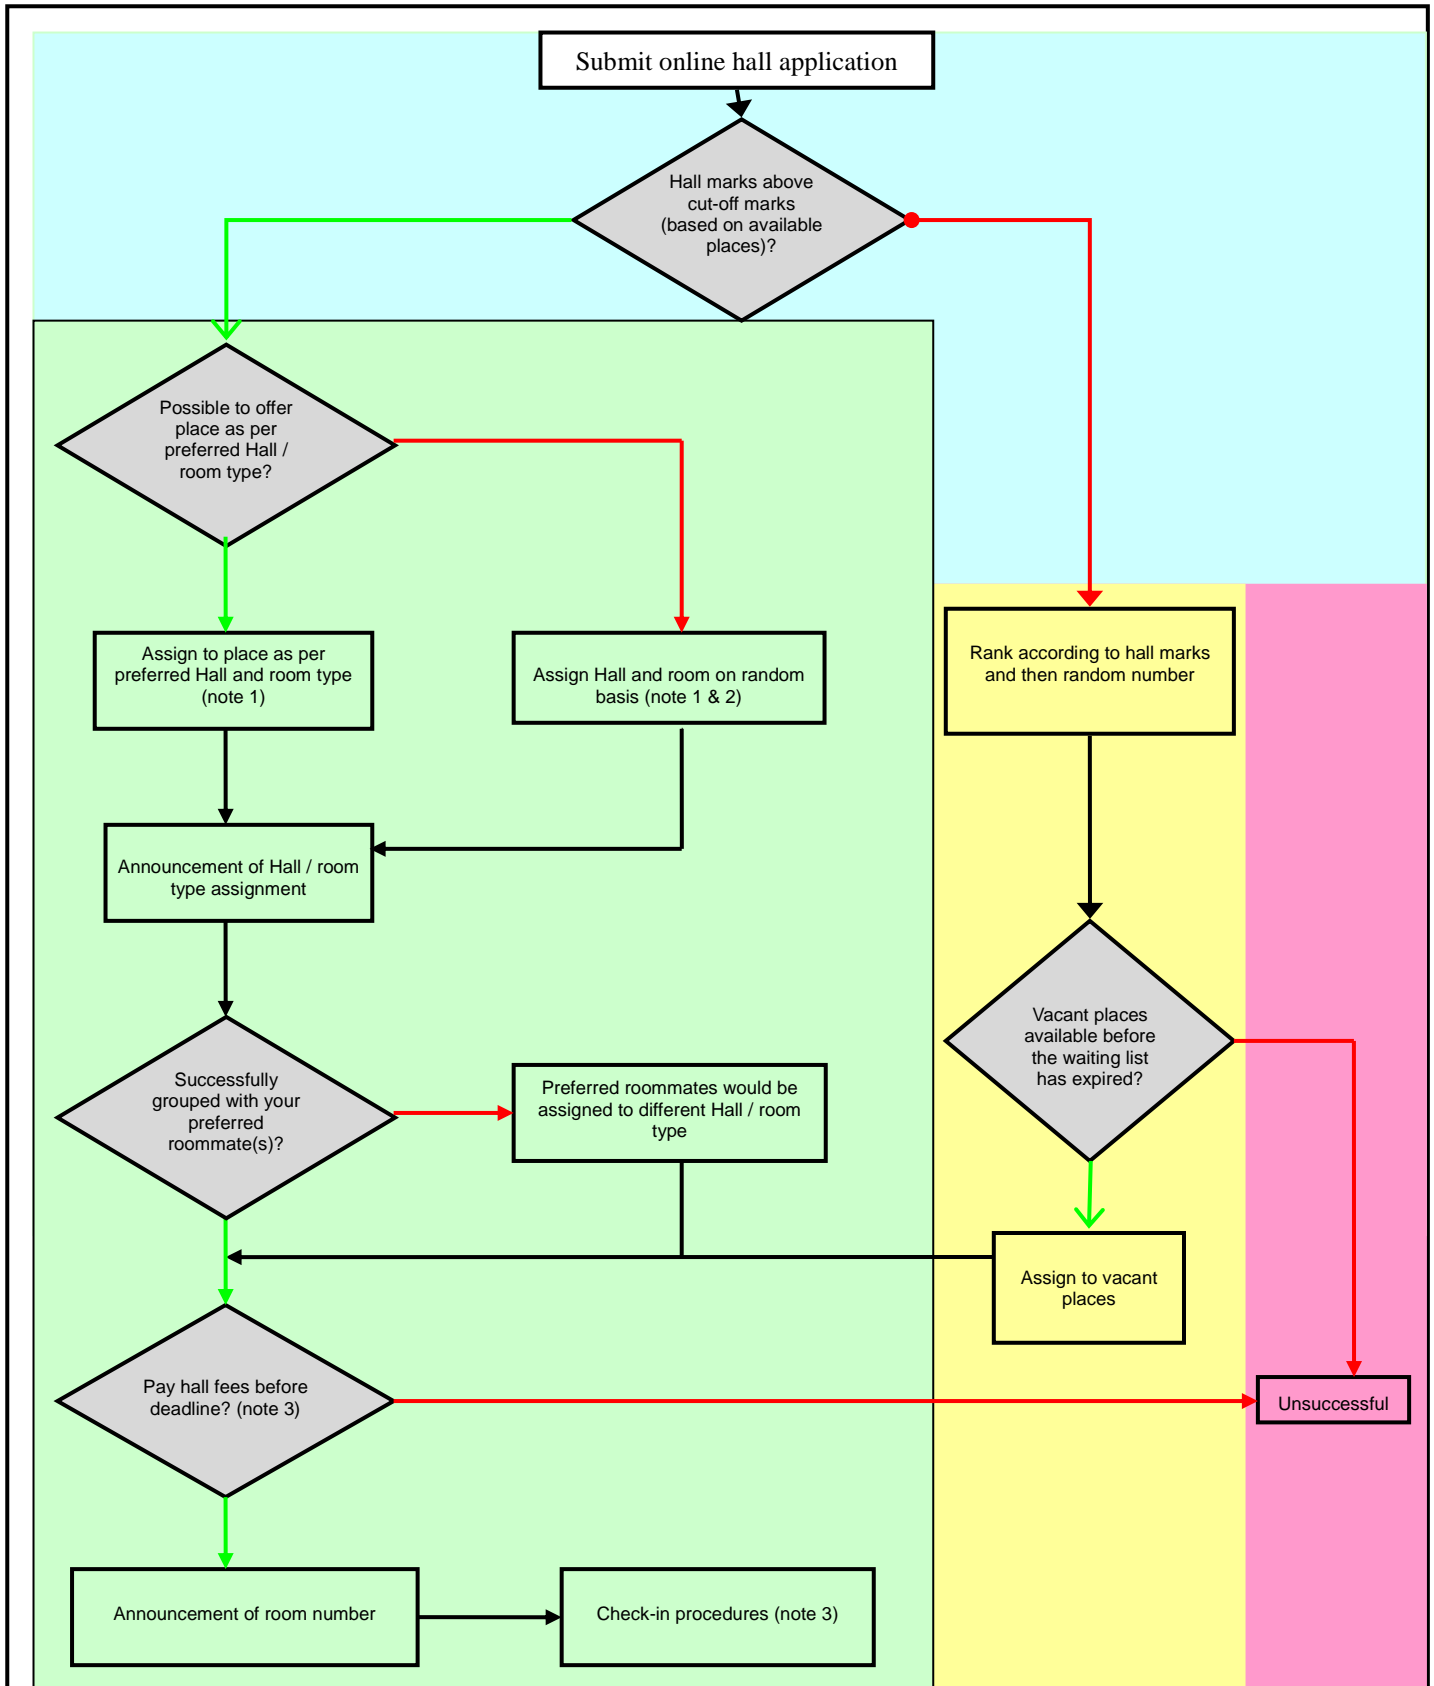 Submit online hall application
Hall marks above
cut-off marks
(based on available
places)?
Possible to offer
place as per
preferred Hall /
room type?
Assign to place as per
preferred Hall and room type
(note 1)
Assign Hall and room on random
basis (note 1 & 2)
Rank according to hall marks
and then random number
Announcement of Hall / room
type assignment
Successfully
grouped with your
preferred
roommate(s)?
Preferred roommates would be
assigned to different Hall / room
type
Vacant places
available before
the waiting list
has expired?
Assign to vacant
places
Pay hall fees before
deadline? (note 3)
Unsuccessful
Announcement of room number
Check-in procedures (note 3)